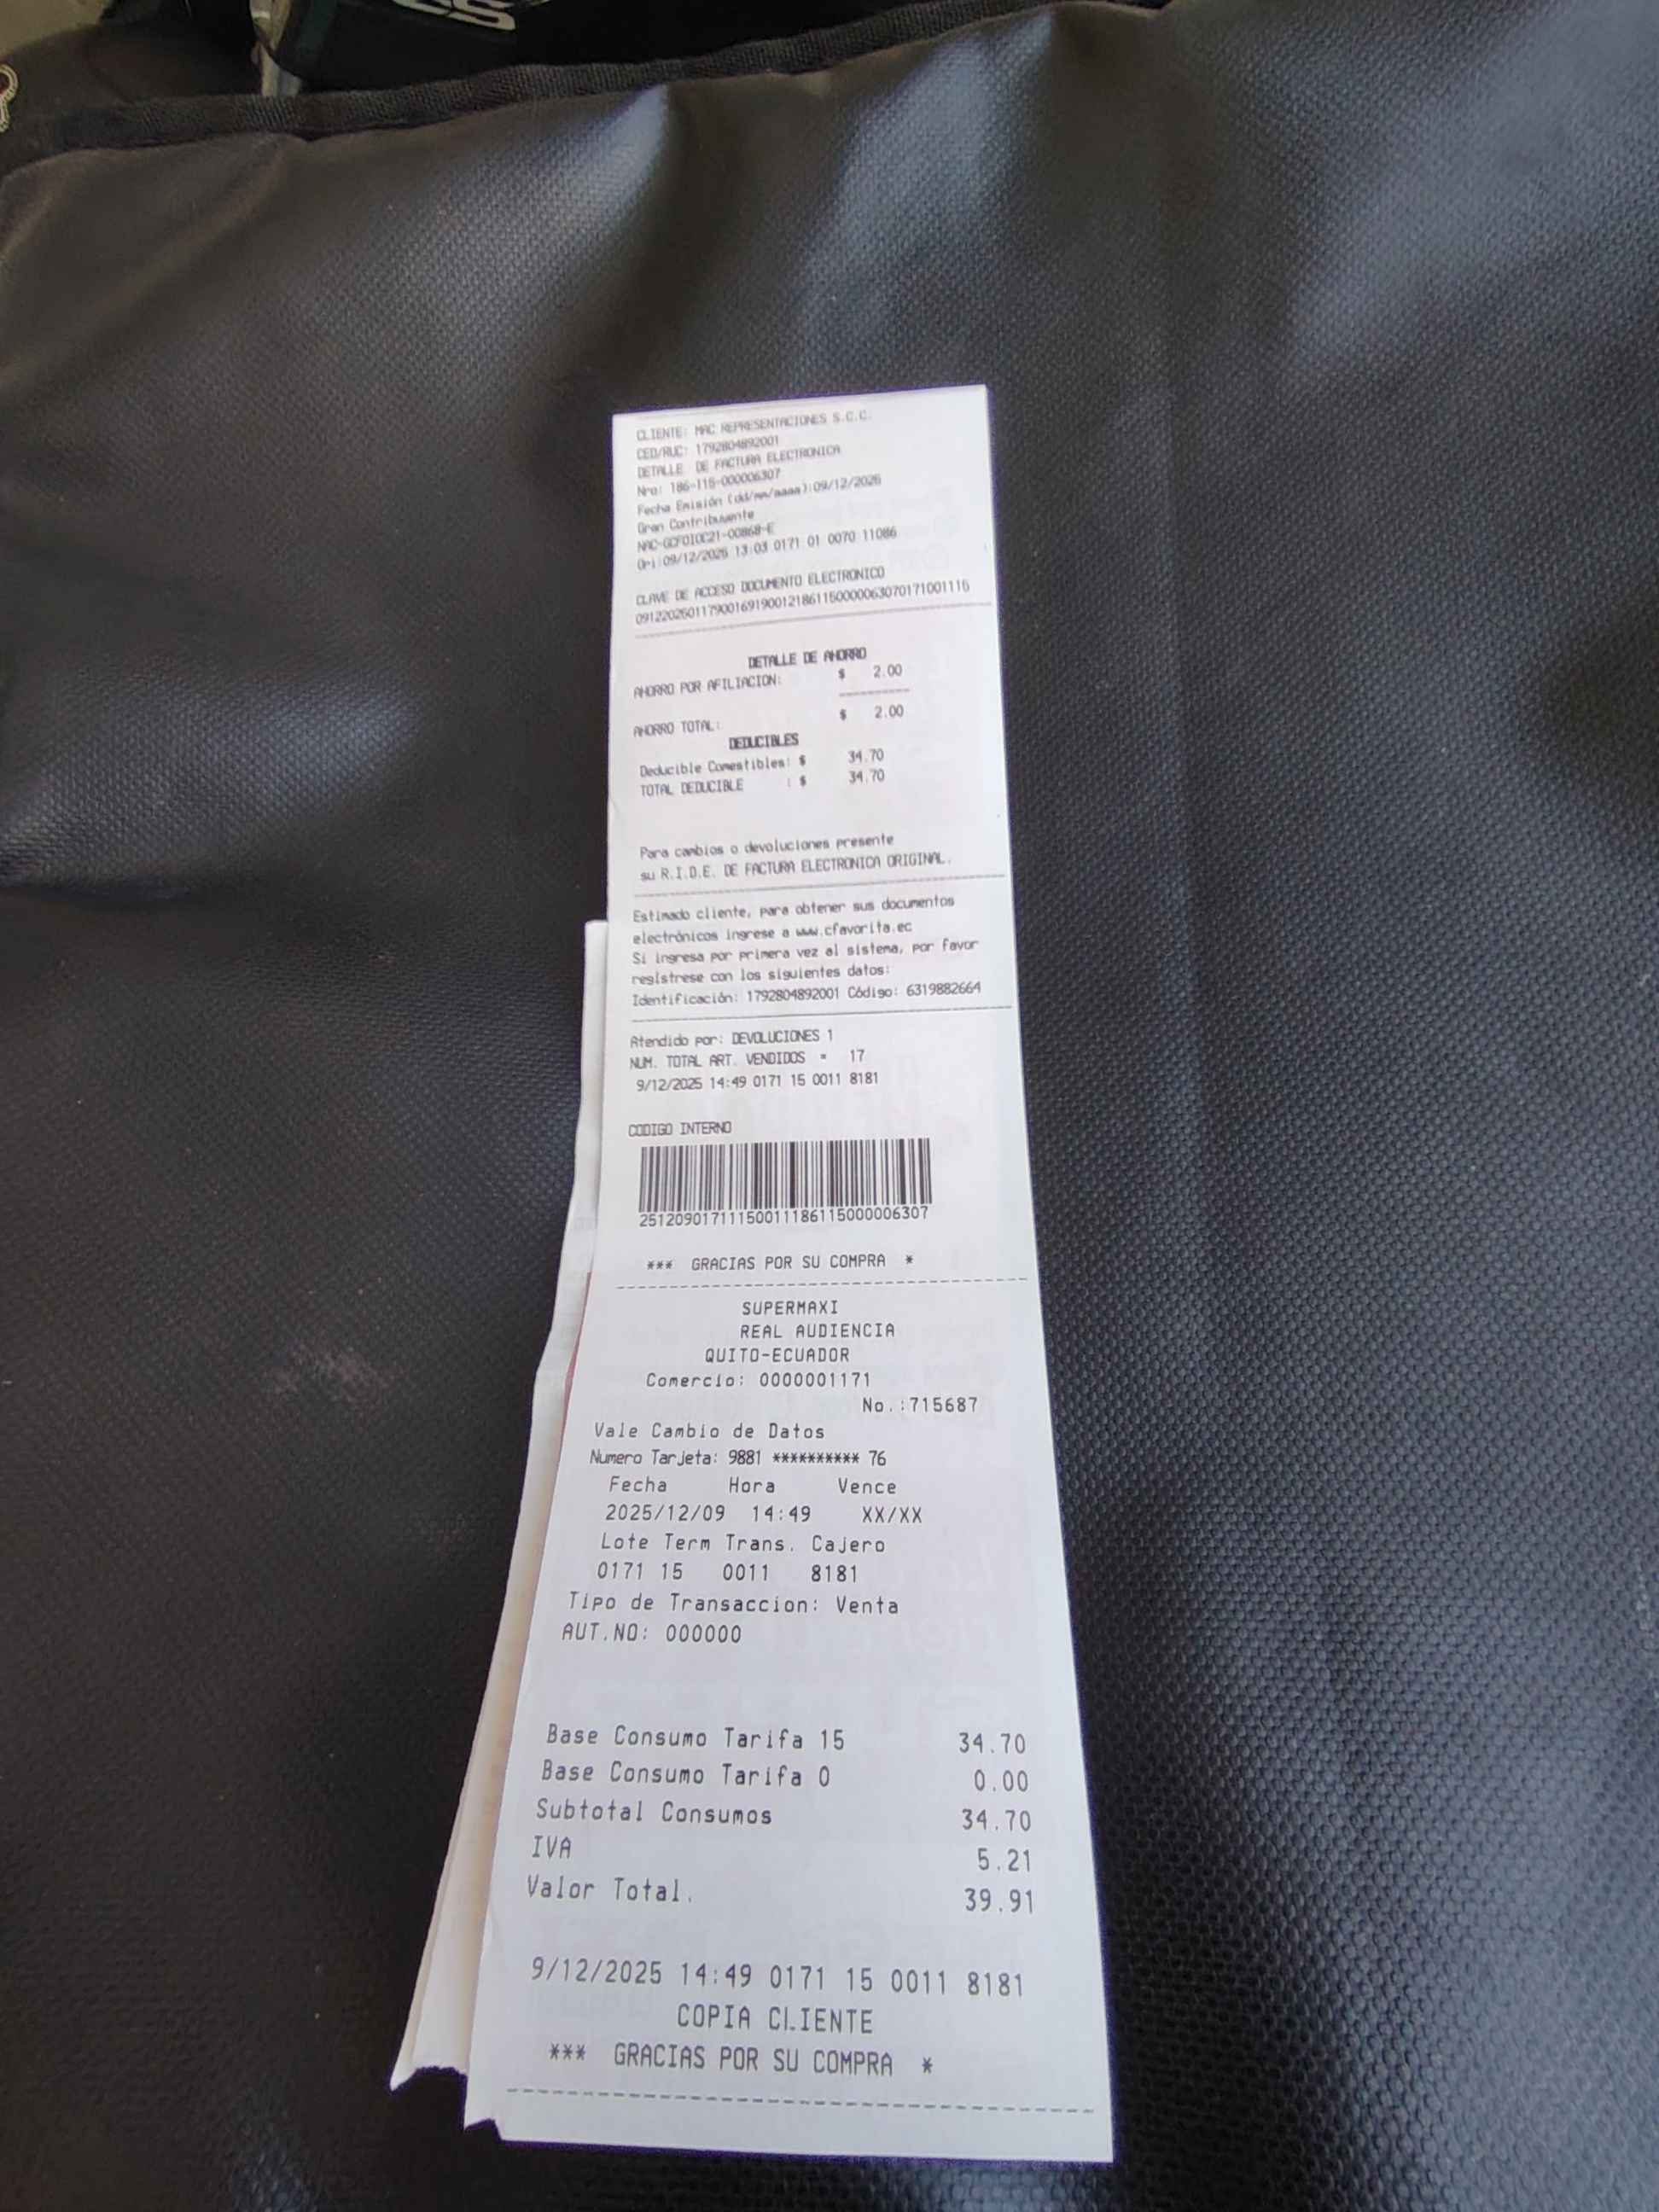 CLIENTE: MAC REPRESENTACIONES S.C.C.
CED/RUC: 1792804892001
DETALLE DE FACTURA ELECTRONICA
Nro: 186-115-000006307
Fecha Emisión (dd/mm/aaaa):09/12/2025
Gran Contribuyente
NAC-GCFOIOC21-00868-E
Ori:09/12/2025 13:03 0171 01 0070 11086
CLAVE DE ACCESO DOCUMENTO ELECTRONICO
0912202501179001691900121861150000063070171001115
DETALLE DE AHORRO
AHORRO POR AFILIACION: $ 2.00
AHORRO TOTAL: $ 2.00
DEDUCIBLES
Deducible Comestibles: $ 34.70
TOTAL DEDUCIBLE : $ 34.70
Para cambios o devoluciones presente
su R.I.D.E. DE FACTURA ELECTRONICA ORIGINAL.
Estimado cliente, para obtener sus documentos
electrónicos ingrese a www.cfavorita.ec
Si ingresa por primera vez al sistema, por favor
regístrese con los siguientes datos:
Identificación: 1792804892001 Código: 6319882664
Atendido por: DEVOLUCIONES 1
NUM. TOTAL ART. VENDIDOS = 17
9/12/2025 14:49 0171 15 0011 8181
CODIGO INTERNO
2512090171115001118611500​0006307
*** GRACIAS POR SU COMPRA *
SUPERMAXI
REAL AUDIENCIA
QUITO-ECUADOR
Comercio: 0000001171
No.:715687
Vale Cambio de Datos
Numero Tarjeta: 9881 ********** 76
Fecha Hora Vence
2025/12/09 14:49 XX/XX
Lote Term Trans. Cajero
0171 15 0011 8181
Tipo de Transaccion: Venta
AUT.NO: 000000
Base Consumo Tarifa 15 34.70
Base Consumo Tarifa 0 0.00
Subtotal Consumos 34.70
IVA 5.21
Valor Total. 39.91
9/12/2025 14:49 0171 15 0011 8181
COPIA CLIENTE
*** GRACIAS POR SU COMPRA *